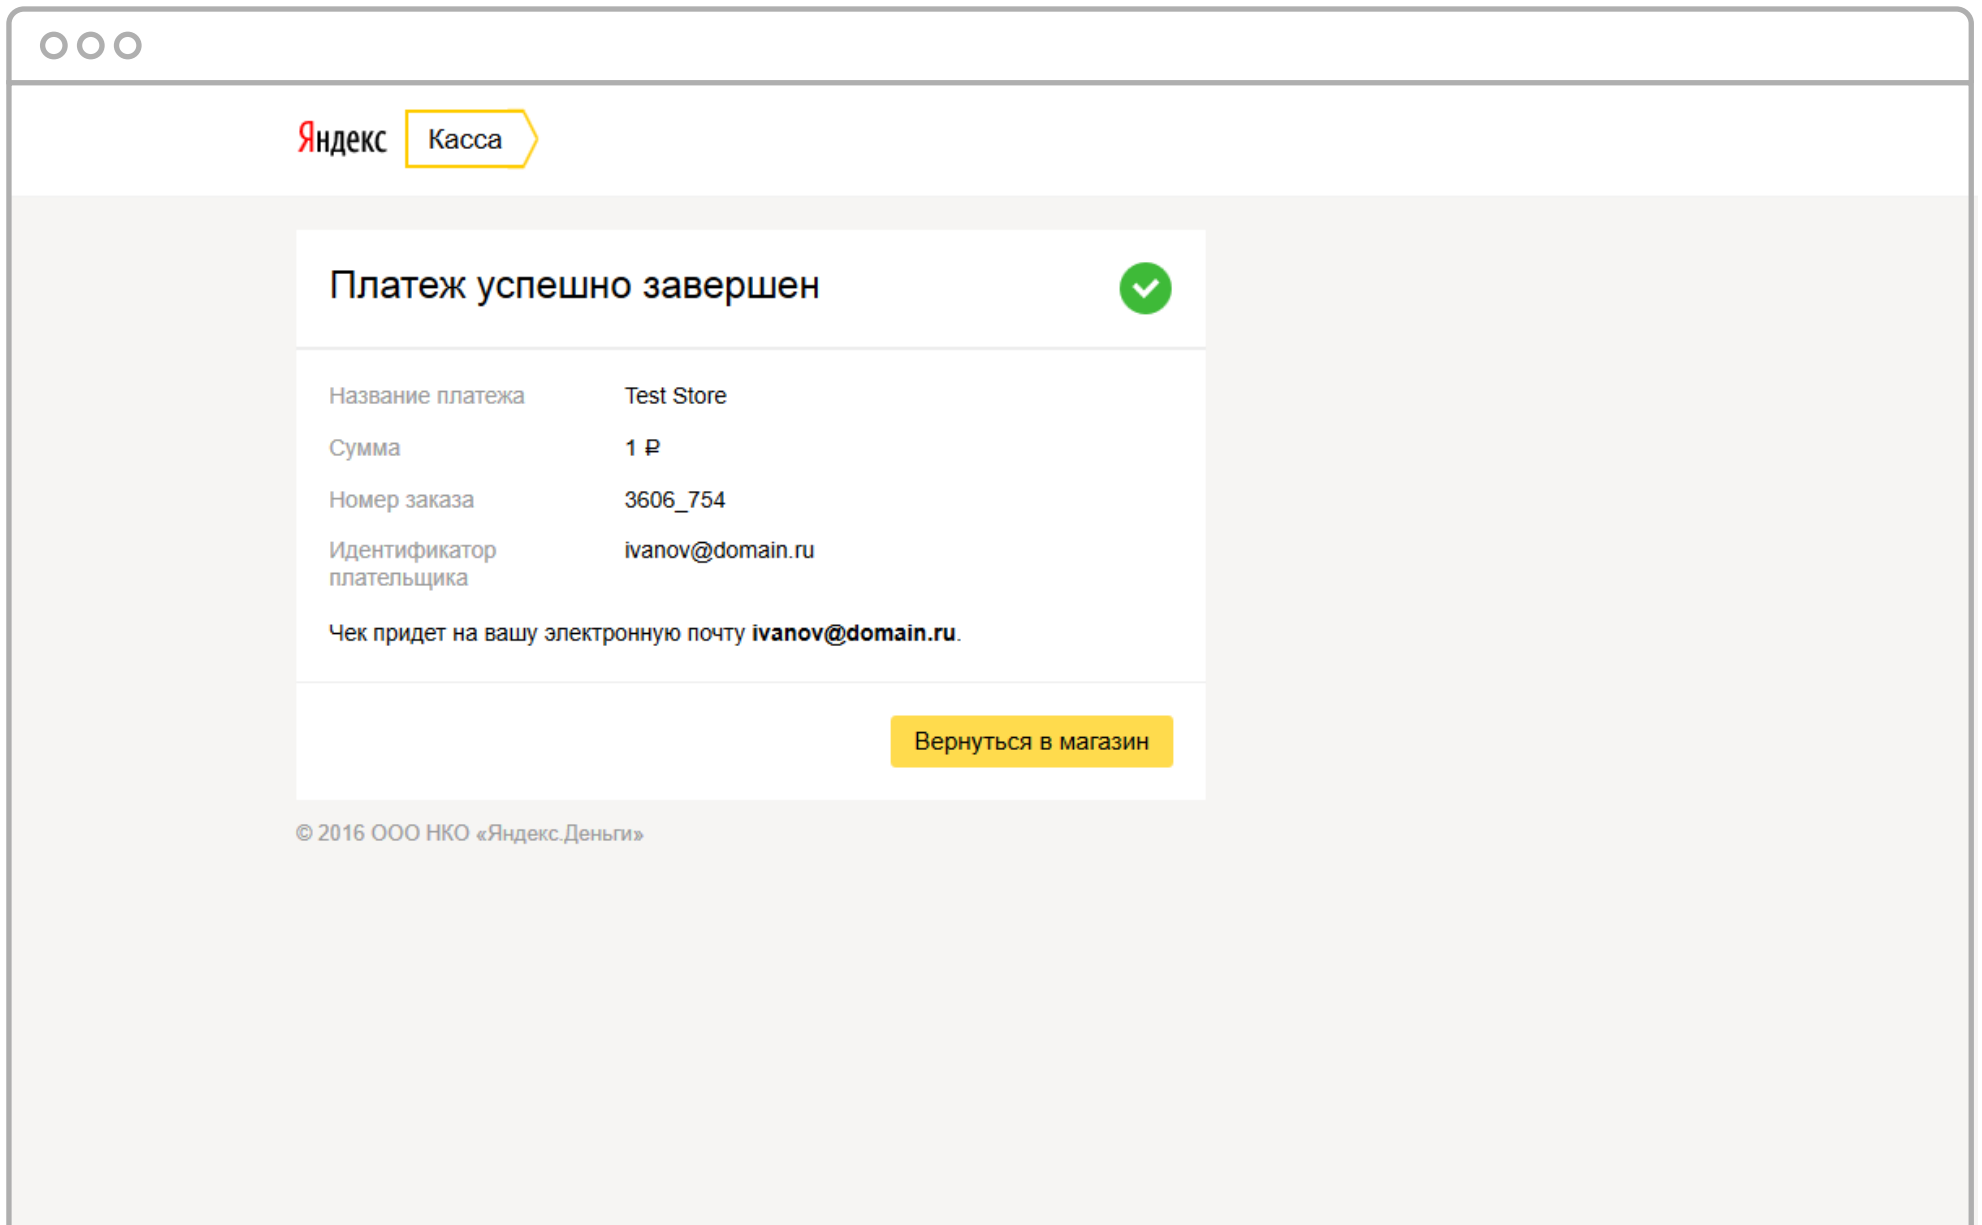 Яндекс Касса
Платеж успешно завершен
Название платежа Test Store
Сумма 1 ₽
Номер заказа 3606_754
Идентификатор ivanov@domain.ru
плательщика
Чек придет на вашу электронную почту ivanov@domain.ru.
Вернуться в магазин
© 2016 ООО НКО «Яндекс.Деньги»